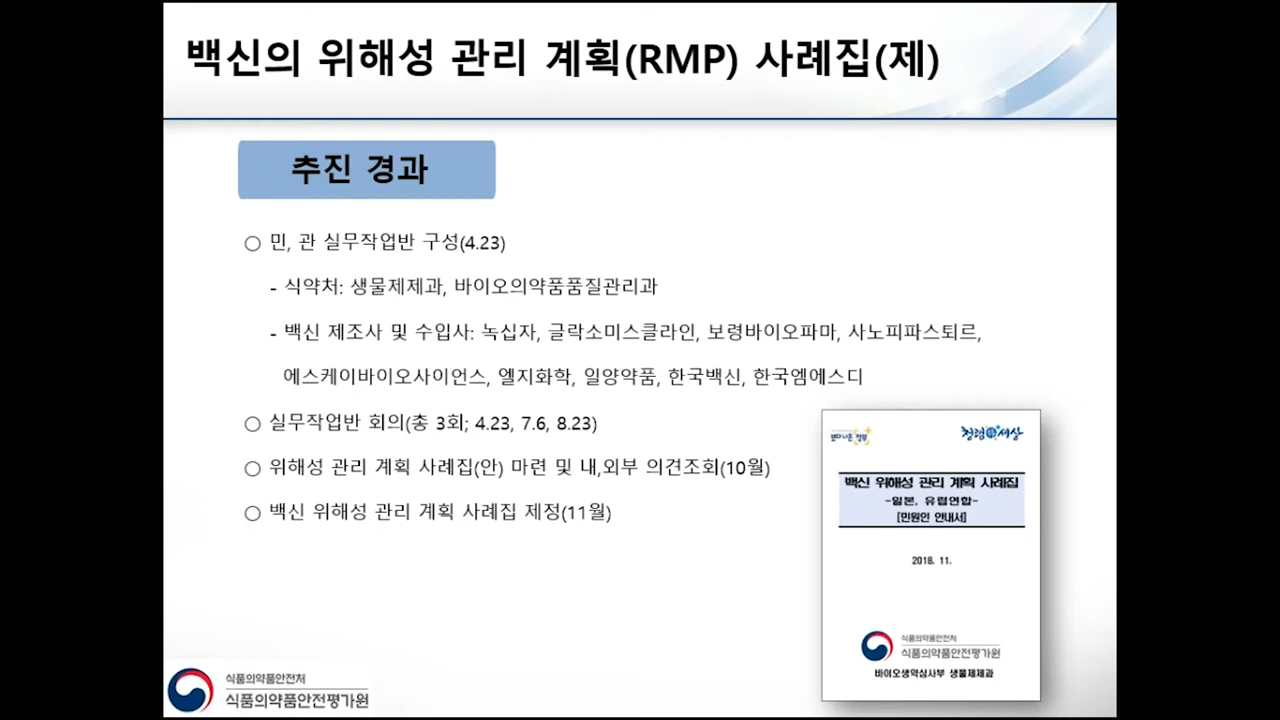 백신의 위해성 관리 계획(RMP) 사례집(제)
추진 경과
○ 민, 관 실무작업반 구성(4.23)
- 식약처: 생물제제과, 바이오의약품품질관리과
- 백신 제조사 및 수입사: 녹십자, 글락소미스클라인, 보령바이오파마, 사노피파스퇴르,
에스케이바이오사이언스, 엘지화학, 일양약품, 한국백신, 한국엠에스디
○ 실무작업반 회의(총 3회; 4.23, 7.6, 8.23)
○ 위해성 관리 계획 사례집(안) 마련 및 내,외부 의견조회(10월)
○ 백신 위해성 관리 계획 사례집 제정(11월)
보다 나은 정부
청렴 세상
백신 위해성 관리 계획 사례집
-일본, 유럽연합-
[민원인 안내서]
2018. 11.
식품의약품안전처
식품의약품안전평가원
바이오생약심사부 생물제제과
식품의약품안전처
식품의약품안전평가원